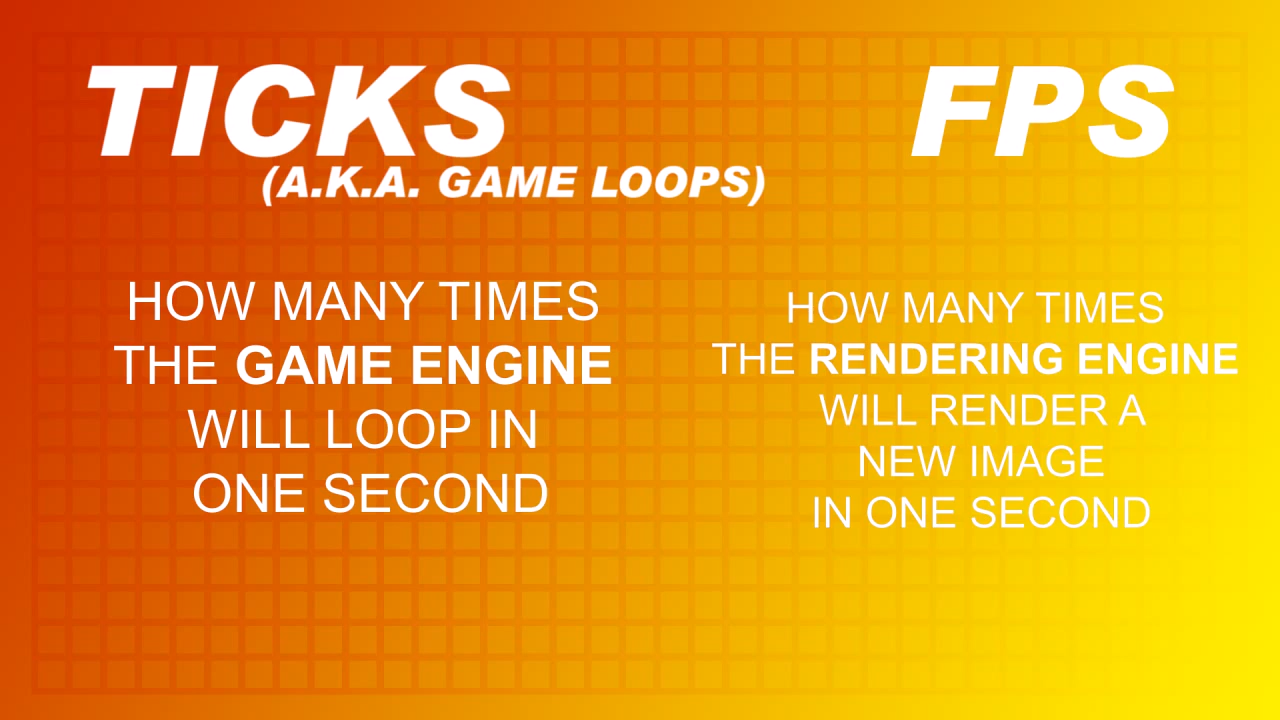 TICKS
(A.K.A. GAME LOOPS)
HOW MANY TIMES
THE GAME ENGINE
WILL LOOP IN
ONE SECOND
FPS
HOW MANY TIMES
THE RENDERING ENGINE
WILL RENDER A
NEW IMAGE
IN ONE SECOND